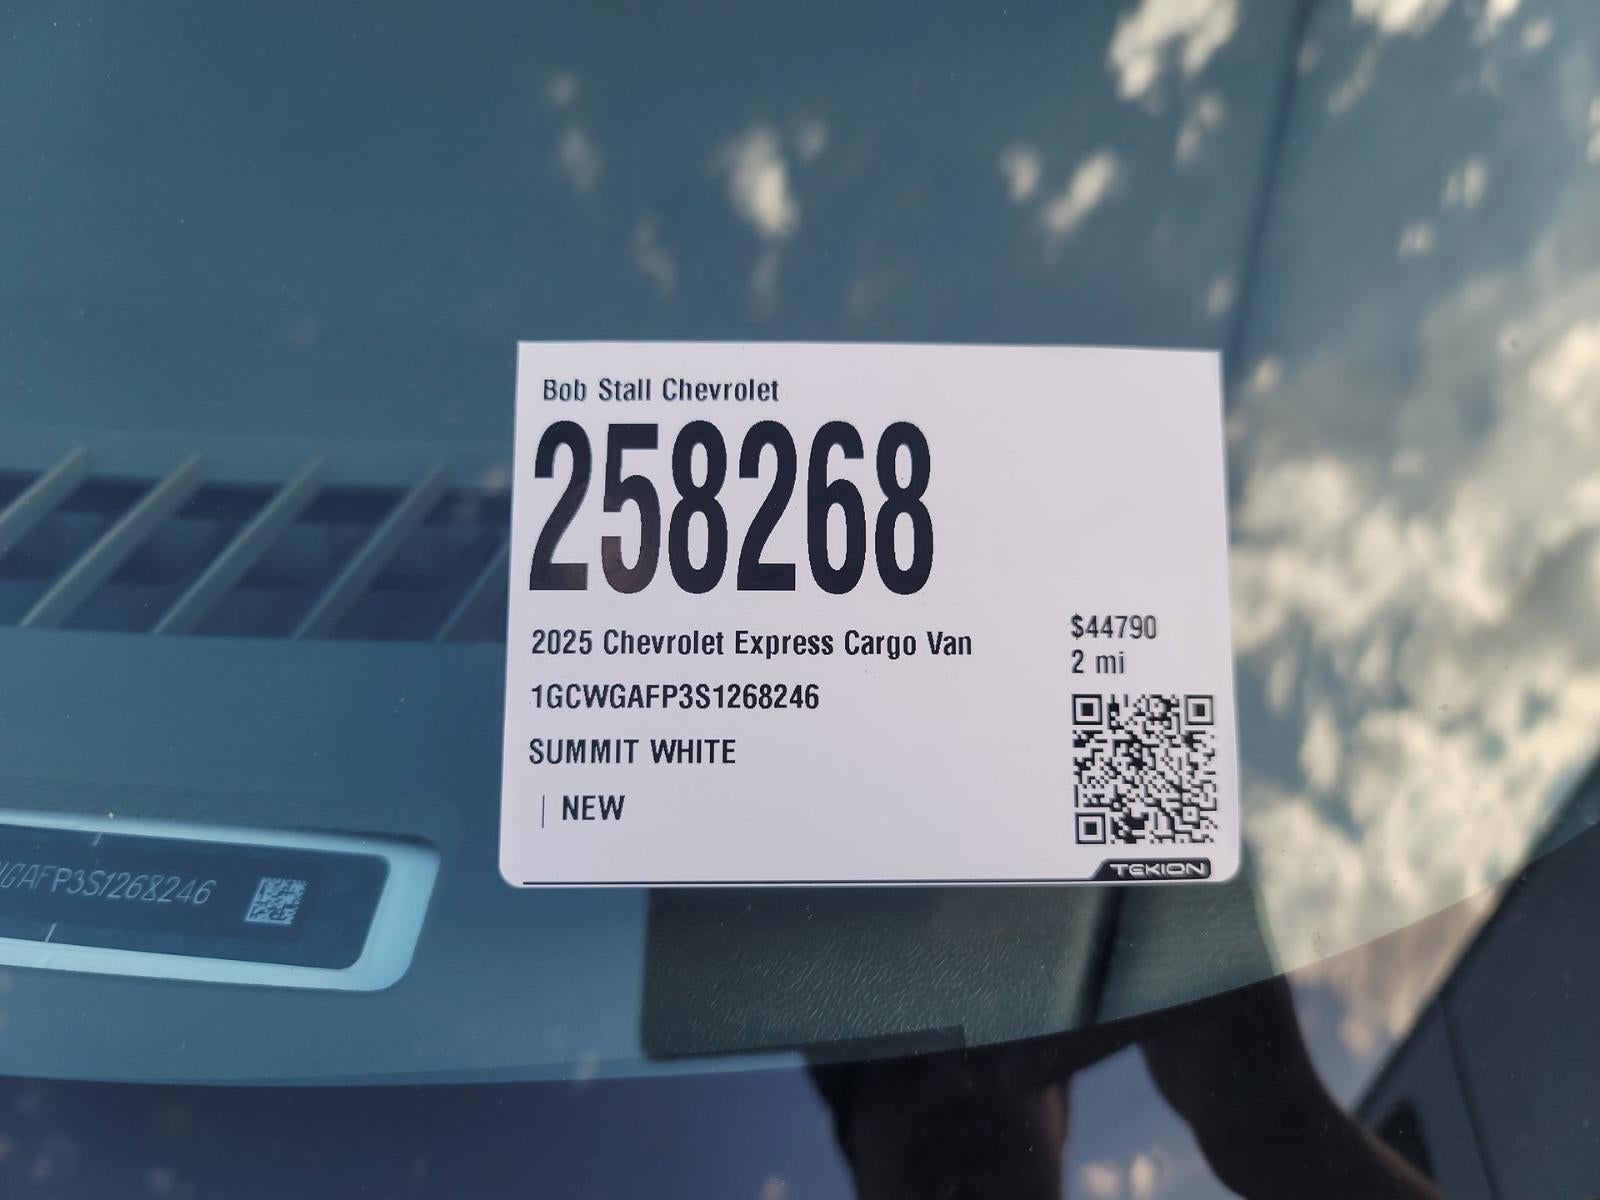 Bob Stall Chevrolet
258268
2025 Chevrolet Express Cargo Van
$44790
2 mi
1GCWGAFP3S1268246
SUMMIT WHITE
| NEW
TEKION
GAFP3S1268246